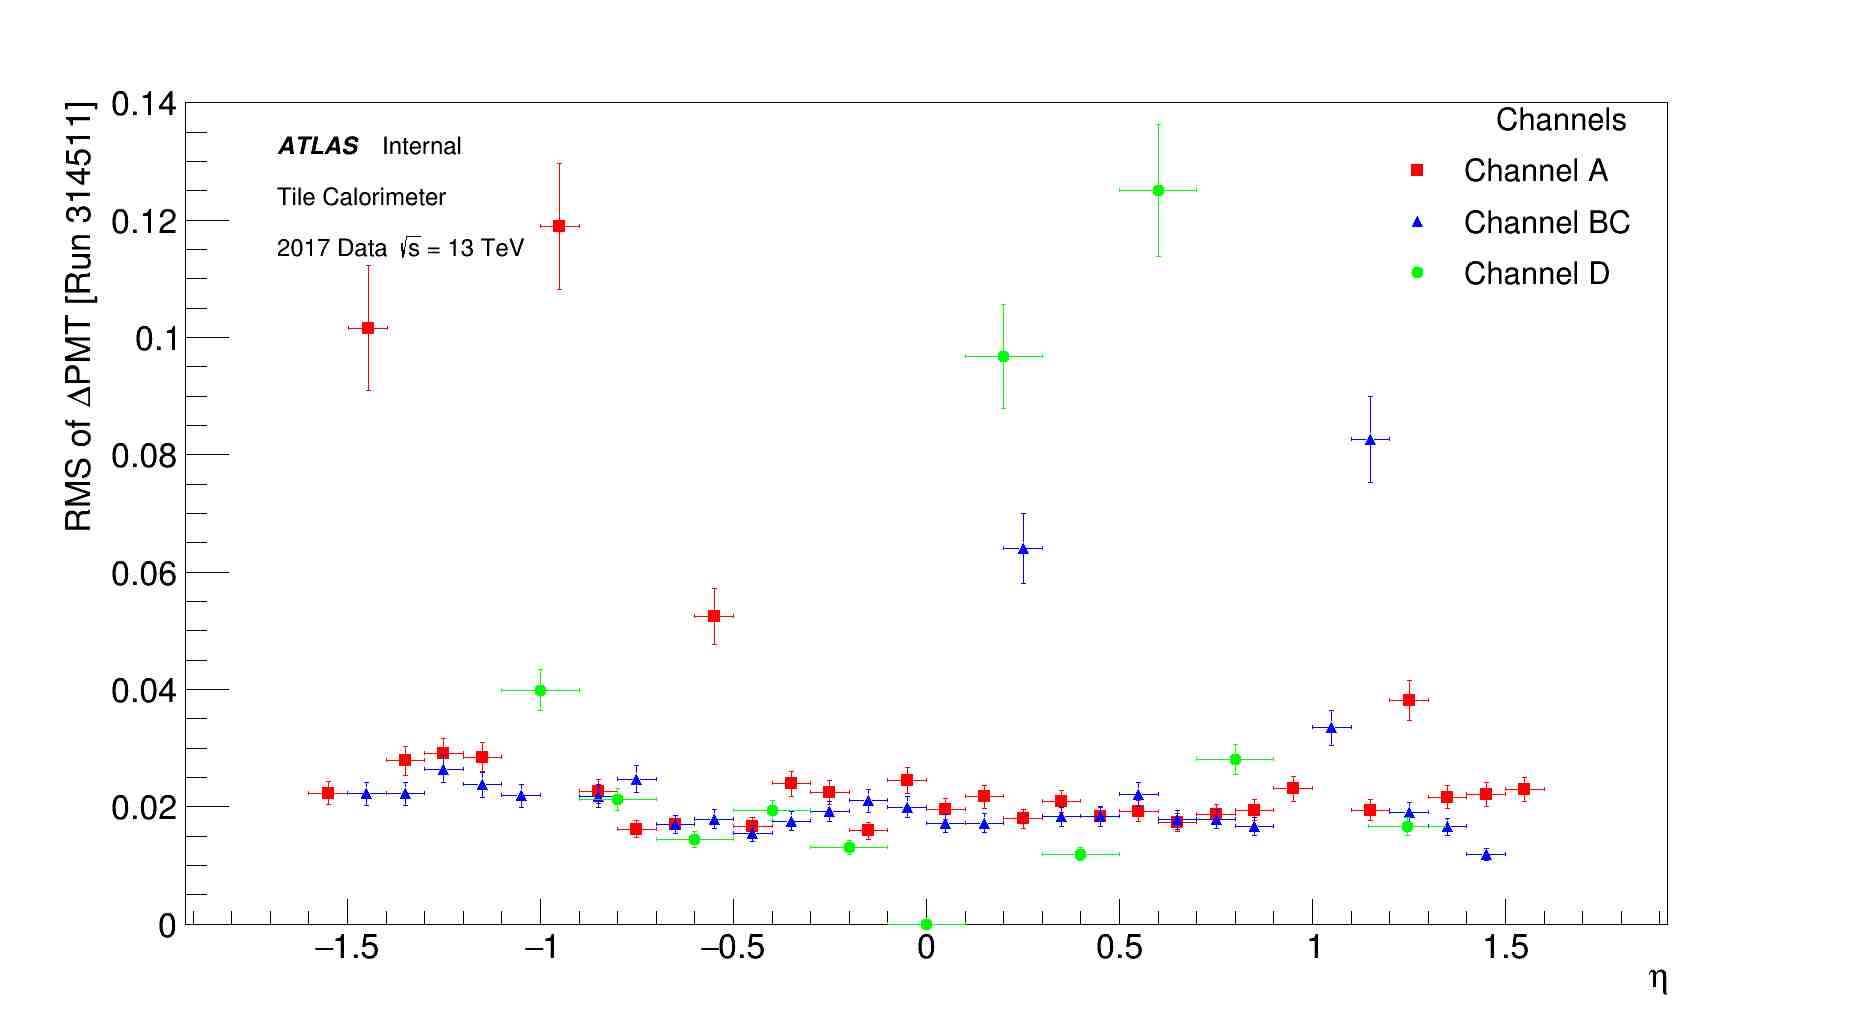 0.14
0.12
0.1
0.08
0.06
0.04
0.02
0
RMS of ΔPMT [Run 314511]
ATLAS Internal
Tile Calorimeter
2017 Data √s = 13 TeV
Channels
Channel A
Channel BC
Channel D
−1.5 −1 −0.5 0 0.5 1 1.5
η